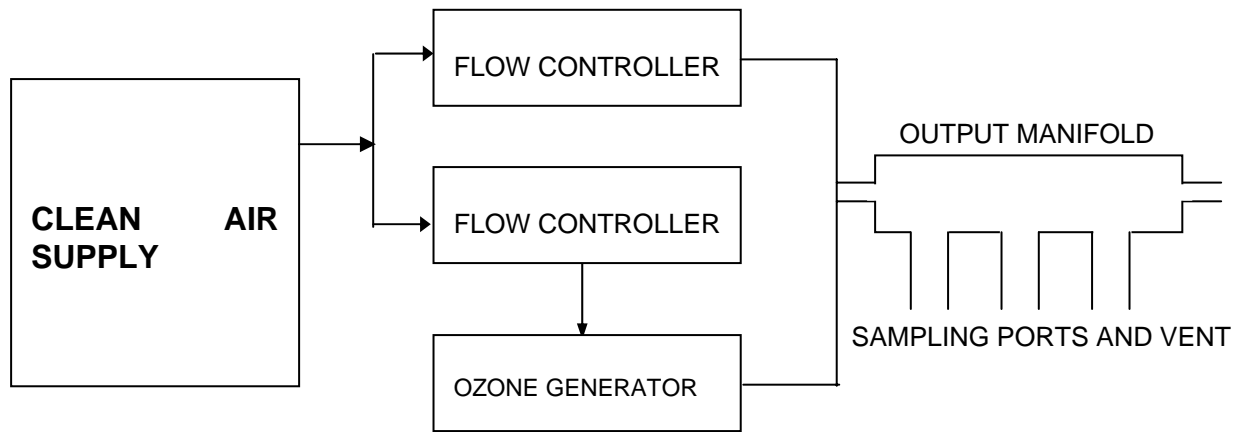 CLEAN AIR
SUPPLY
FLOW CONTROLLER
FLOW CONTROLLER
OZONE GENERATOR
OUTPUT MANIFOLD
SAMPLING PORTS AND VENT